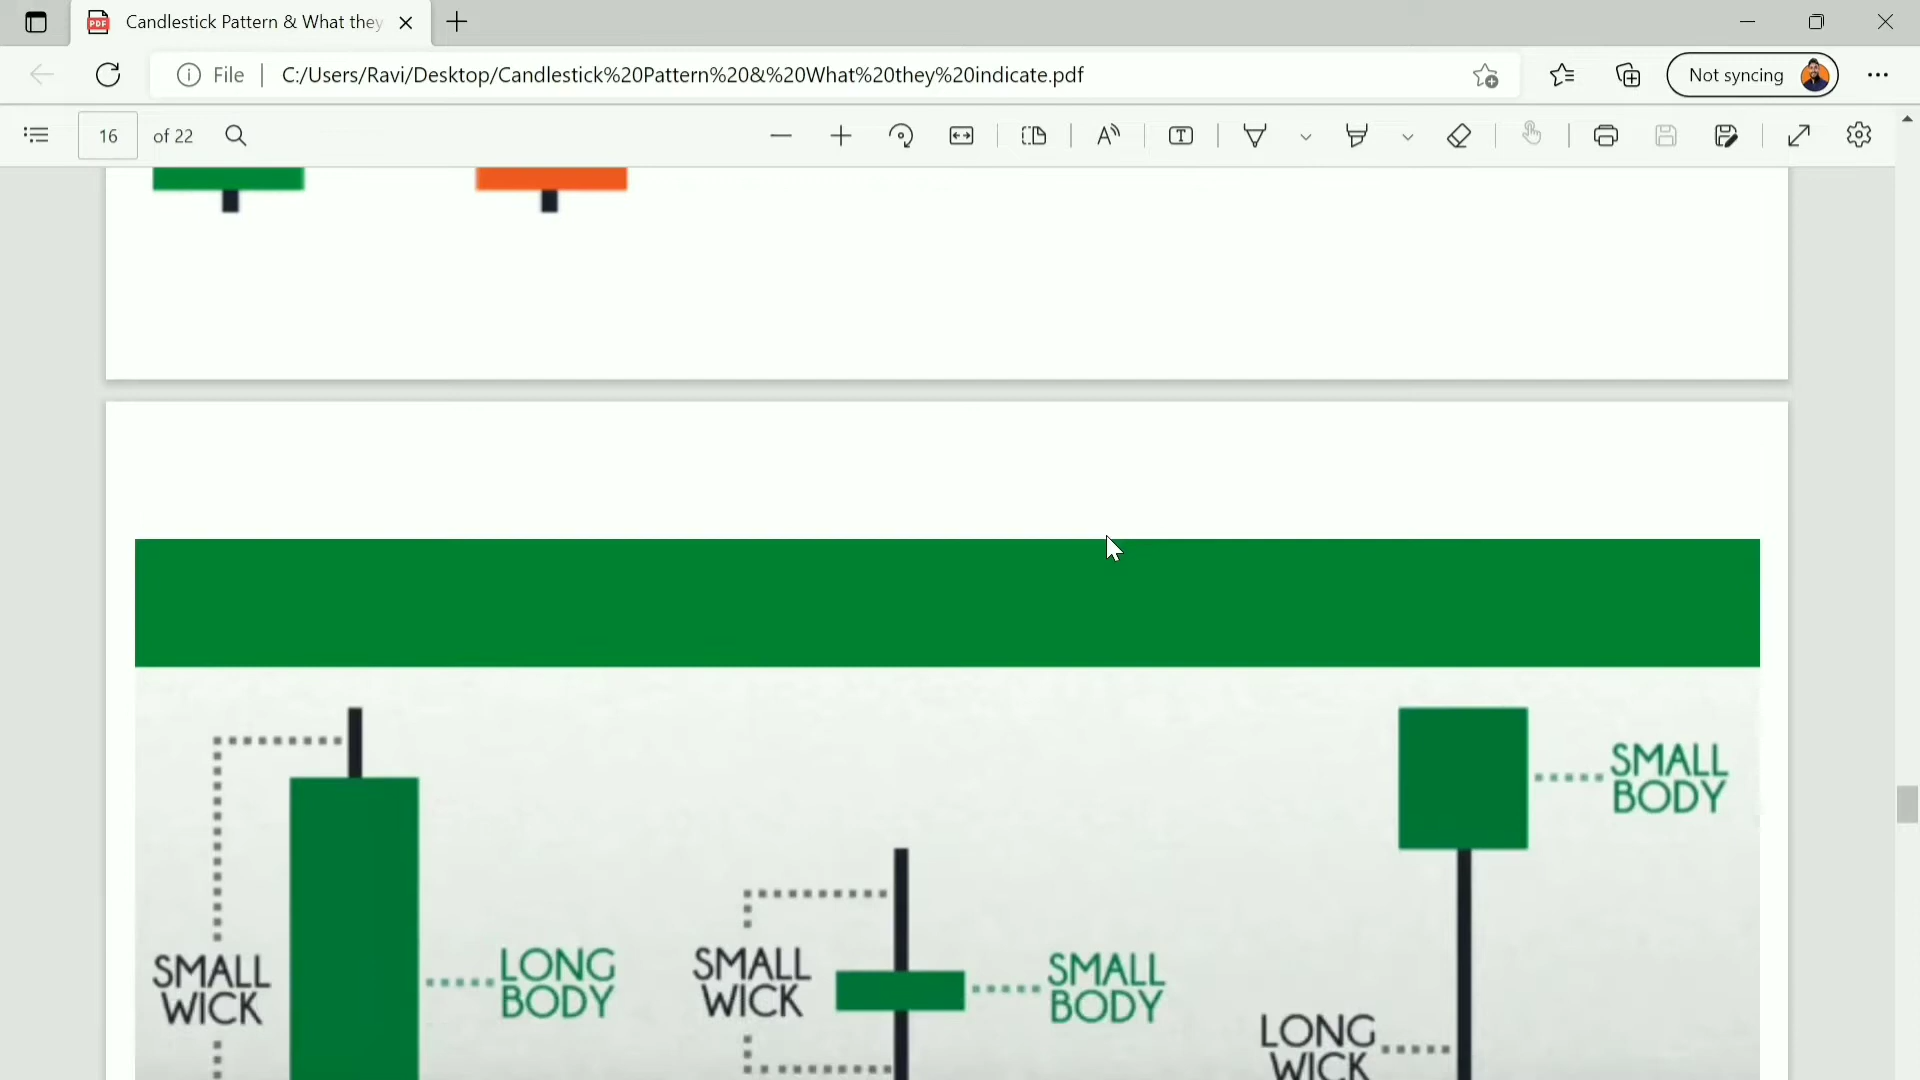 Candlestick Pattern & What they
File
C:/Users/Ravi/Desktop/Candlestick%20Pattern%20&%20What%20they%20indicate.pdf
Not syncing
16
of 22
SMALL
BODY
SMALL
WICK
LONG
BODY
SMALL
WICK
SMALL
BODY
LONG
WICK